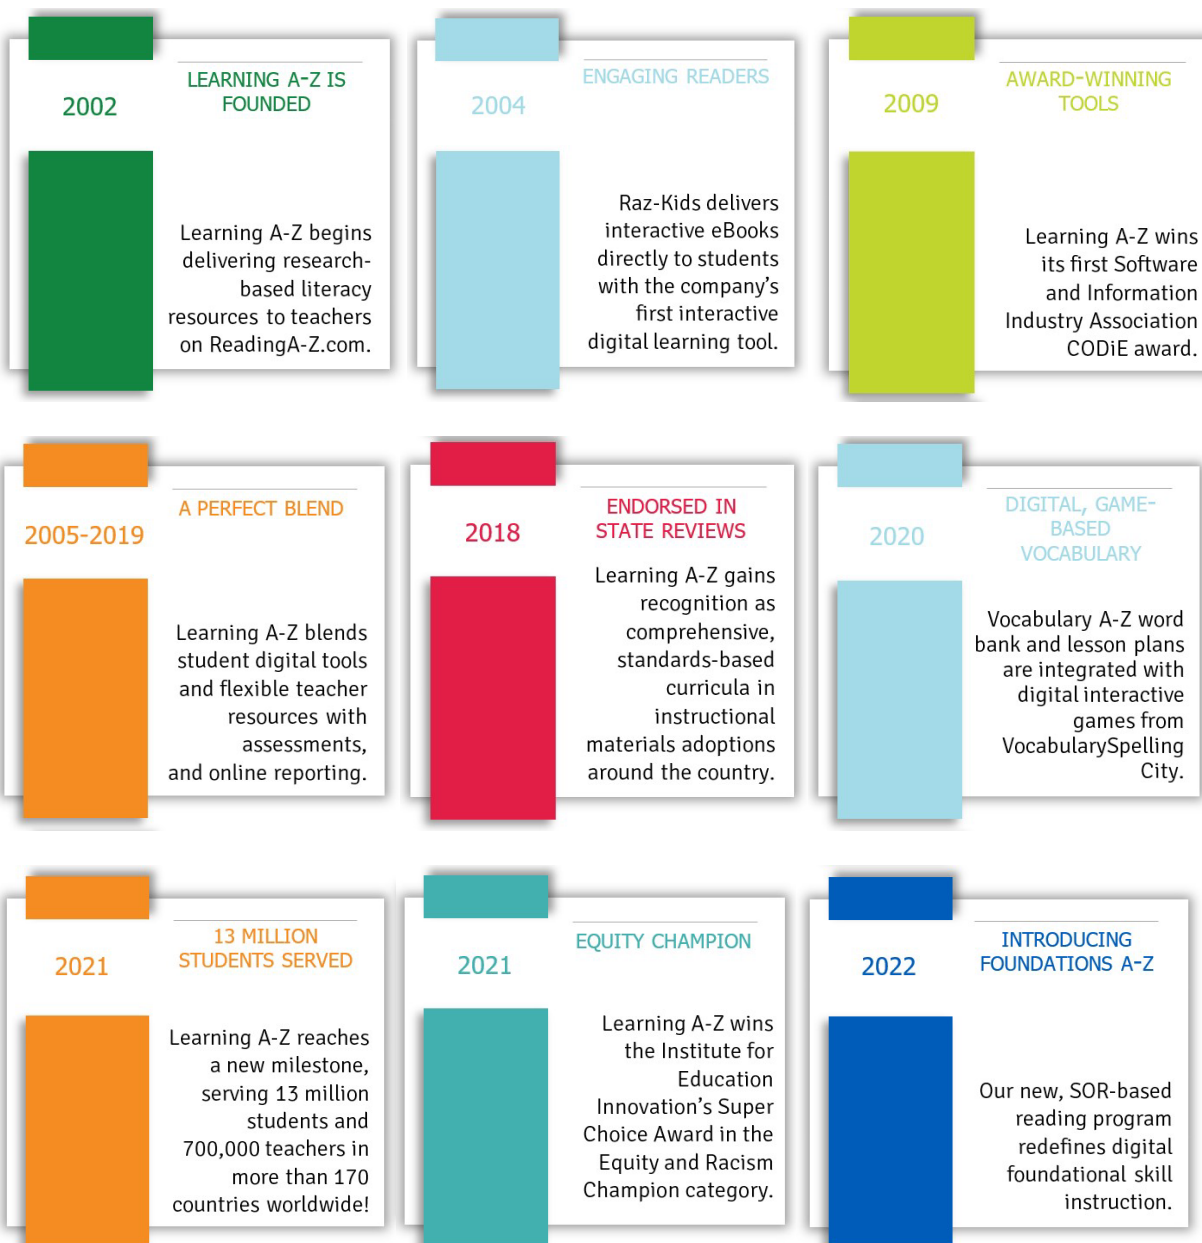 2002
LEARNING A-Z IS
FOUNDED
Learning A-Z begins
delivering research-
based literacy
resources to teachers
on ReadingA-Z.com.
2004
ENGAGING READERS
Raz-Kids delivers
interactive eBooks
directly to students
with the company's
first interactive
digital learning tool.
2009
AWARD-WINNING
TOOLS
Learning A-Z wins
its first Software
and Information
Industry Association
CODiE award.
2005-2019
A PERFECT BLEND
Learning A-Z blends
student digital tools
and flexible teacher
resources with
assessments,
and online reporting.
2018
ENDORSED IN
STATE REVIEWS
Learning A-Z gains
recognition as
comprehensive,
standards-based
curricula in
instructional
materials adoptions
around the country.
2020
DIGITAL, GAME-
BASED
VOCABULARY
Vocabulary A-Z word
bank and lesson plans
are integrated with
digital interactive
games from
VocabularySpelling
City.
2021
13 MILLION
STUDENTS SERVED
Learning A-Z reaches
a new milestone,
serving 13 million
students and
700,000 teachers in
more than 170
countries worldwide!
2021
EQUITY CHAMPION
Learning A-Z wins
the Institute for
Education
Innovation's Super
Choice Award in the
Equity and Racism
Champion category.
2022
INTRODUCING
FOUNDATIONS A-Z
Our new, SOR-based
reading program
redefines digital
foundational skill
instruction.